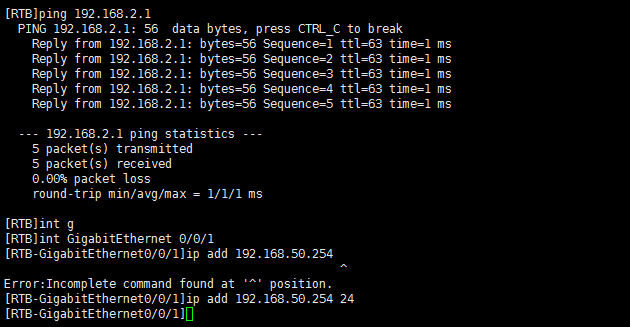 [RTB]ping 192.168.2.1
PING 192.168.2.1: 56  data bytes, press CTRL_C to break
Reply from 192.168.2.1: bytes=56 Sequence=1 ttl=63 time=1 ms
Reply from 192.168.2.1: bytes=56 Sequence=2 ttl=63 time=1 ms
Reply from 192.168.2.1: bytes=56 Sequence=3 ttl=63 time=1 ms
Reply from 192.168.2.1: bytes=56 Sequence=4 ttl=63 time=1 ms
Reply from 192.168.2.1: bytes=56 Sequence=5 ttl=63 time=1 ms
--- 192.168.2.1 ping statistics ---
5 packet(s) transmitted
5 packet(s) received
0.00% packet loss
round-trip min/avg/max = 1/1/1 ms
[RTB]int g
[RTB]int GigabitEthernet 0/0/1
[RTB-GigabitEthernet0/0/1]ip add 192.168.50.254
^
Error:Incomplete command found at '^' position.
[RTB-GigabitEthernet0/0/1]ip add 192.168.50.254 24
[RTB-GigabitEthernet0/0/1]